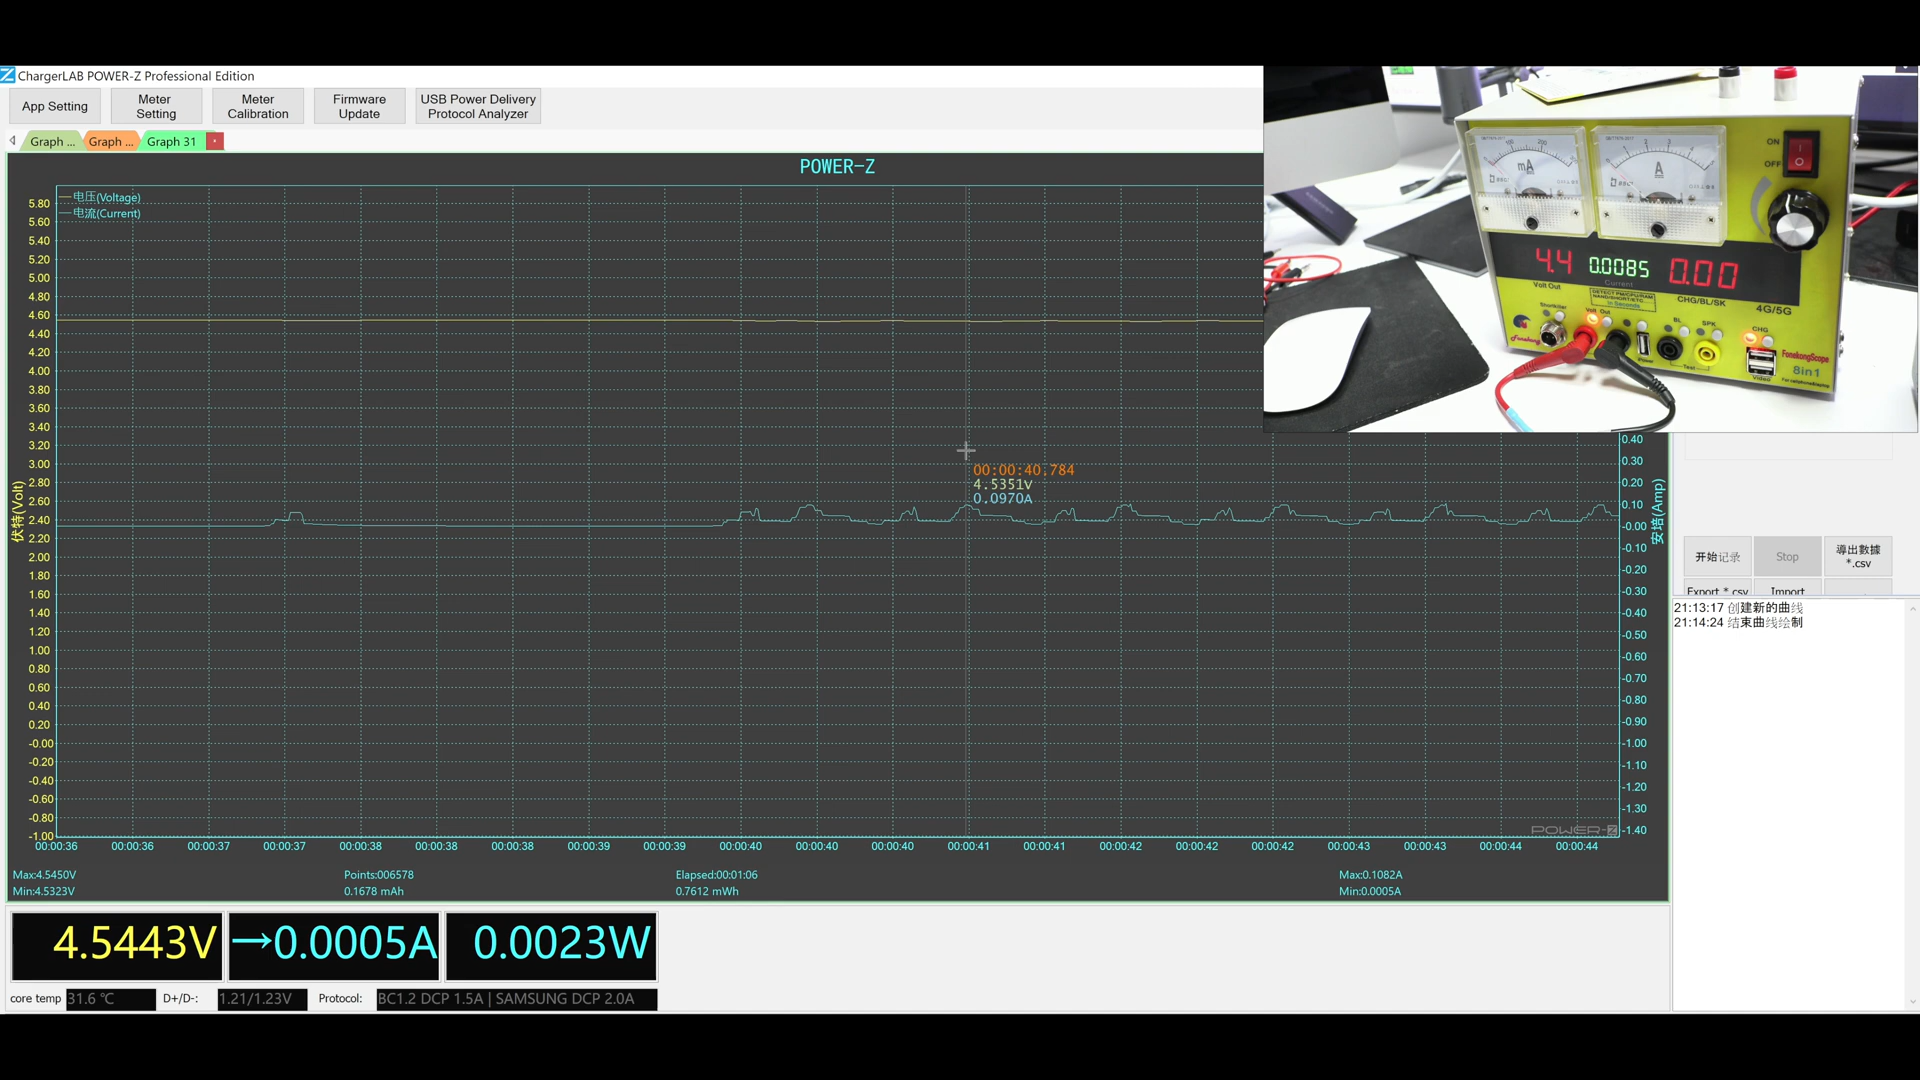 ChargerLAB POWER-Z Professional Edition
App Setting
Meter
Setting
Meter
Calibration
Firmware
Update
USB Power Delivery
Protocol Analyzer
Graph ...
Graph ...
Graph 31
POWER-Z
电压(Voltage)
电流(Current)
5.80
5.60
5.40
5.20
5.00
4.80
4.60
4.40
4.20
4.00
3.80
3.60
3.40
3.20
3.00
2.80
2.60
2.40
2.20
2.00
1.80
1.60
1.40
1.20
1.00
0.80
0.60
0.40
0.20
-0.00
-0.20
-0.40
-0.60
-0.80
-1.00
伏特(Volt)
00:00:40.784
4.5351V
0.0970A
0.40
0.30
0.20
0.10
-0.00
-0.10
-0.20
-0.30
-0.40
-0.50
-0.60
-0.70
-0.80
-0.90
-1.00
-1.10
-1.20
-1.30
-1.40
安培(Amp)
POWER-Z
00:00:36
00:00:36
00:00:37
00:00:37
00:00:38
00:00:38
00:00:38
00:00:39
00:00:39
00:00:40
00:00:40
00:00:40
00:00:41
00:00:41
00:00:42
00:00:42
00:00:42
00:00:43
00:00:43
00:00:44
00:00:44
Max:4.5450V
Min:4.5323V
Points:006578
0.1678 mAh
Elapsed:00:01:06
0.7612 mWh
Max:0.1082A
Min:0.0005A
4.5443V
→0.0005A
0.0023W
core temp
31.6 ℃
D+/D-:
1.21/1.23V
Protocol:
BC1.2 DCP 1.5A | SAMSUNG DCP 2.0A
mA
A
ON
OFF
4.4
0.0085
0.00
Volt Out
Current
CHG/BL/SK
4G/5G
Shortkiller
Volt Out
BL
SPK
CHG
Test
Video
FonekongScope
8in1
开始记录
Stop
導出數據
*.csv
Export *.csv
Import
21:13:17 创建新的曲线
21:14:24 结束曲线绘制